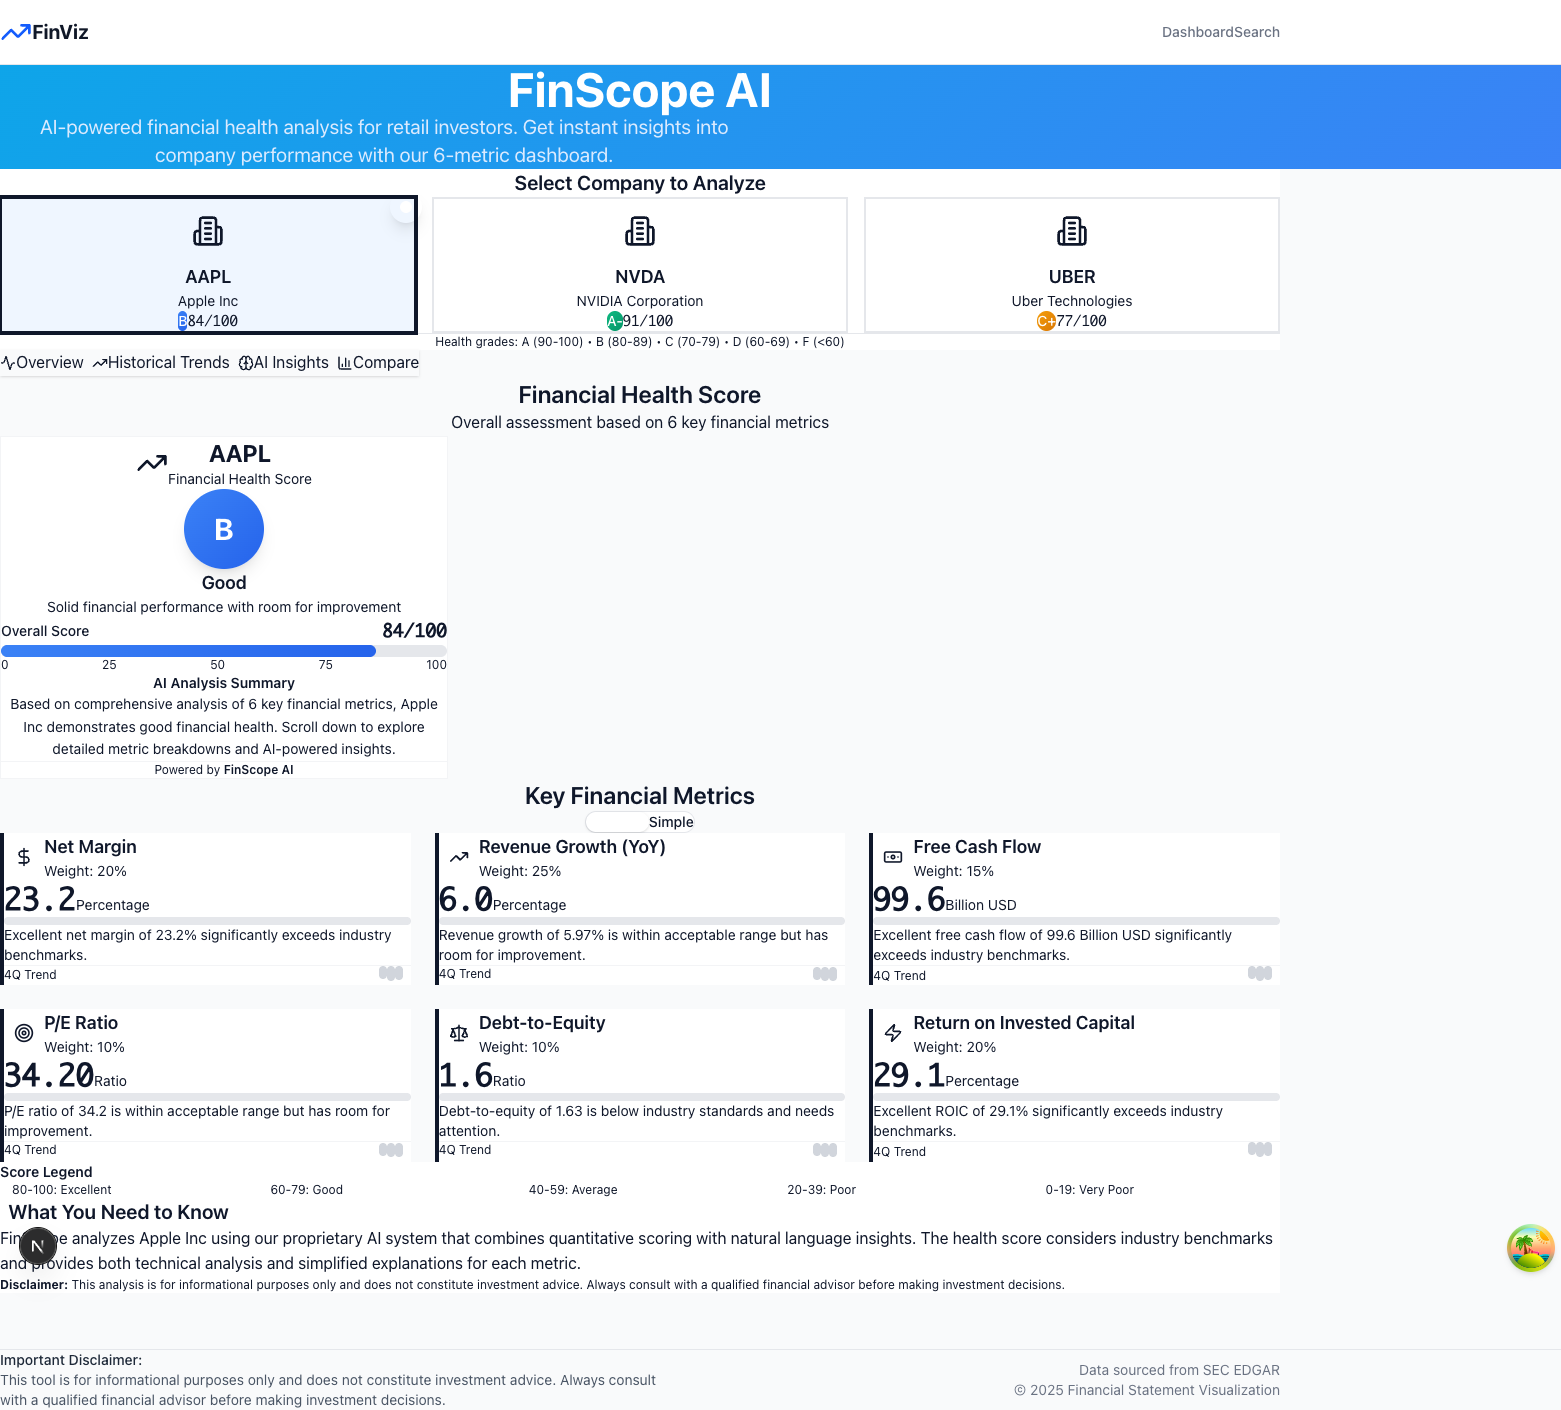 FinViz
DashboardSearch
FinScope AI
AI-powered financial health analysis for retail investors. Get instant insights into
company performance with our 6-metric dashboard.
Select Company to Analyze
AAPL
Apple Inc
B84/100
NVDA
NVIDIA Corporation
A-91/100
UBER
Uber Technologies
C+77/100
Health grades: A (90-100) • B (80-89) • C (70-79) • D (60-69) • F (<60)
Overview Historical Trends AI Insights Compare
Financial Health Score
Overall assessment based on 6 key financial metrics
AAPL
Financial Health Score
B
Good
Solid financial performance with room for improvement
Overall Score 84/100
0 25 50 75 100
AI Analysis Summary
Based on comprehensive analysis of 6 key financial metrics, Apple
Inc demonstrates good financial health. Scroll down to explore
detailed metric breakdowns and AI-powered insights.
Powered by FinScope AI
Key Financial Metrics
Simple
Net Margin
Weight: 20%
23.2Percentage
Excellent net margin of 23.2% significantly exceeds industry
benchmarks.
4Q Trend
Revenue Growth (YoY)
Weight: 25%
6.0Percentage
Revenue growth of 5.97% is within acceptable range but has
room for improvement.
4Q Trend
Free Cash Flow
Weight: 15%
99.6Billion USD
Excellent free cash flow of 99.6 Billion USD significantly
exceeds industry benchmarks.
4Q Trend
P/E Ratio
Weight: 10%
34.20Ratio
P/E ratio of 34.2 is within acceptable range but has room for
improvement.
4Q Trend
Debt-to-Equity
Weight: 10%
1.6Ratio
Debt-to-equity of 1.63 is below industry standards and needs
attention.
4Q Trend
Return on Invested Capital
Weight: 20%
29.1Percentage
Excellent ROIC of 29.1% significantly exceeds industry
benchmarks.
4Q Trend
Score Legend
80-100: Excellent 60-79: Good 40-59: Average 20-39: Poor 0-19: Very Poor
What You Need to Know
analyzes Apple Inc using our proprietary AI system that combines quantitative scoring with natural language insights. The health score considers industry benchmarks
and provides both technical analysis and simplified explanations for each metric.
N
Disclaimer: This analysis is for informational purposes only and does not constitute investment advice. Always consult with a qualified financial advisor before making investment decisions.
Important Disclaimer:
This tool is for informational purposes only and does not constitute investment advice. Always consult
with a qualified financial advisor before making investment decisions.
Data sourced from SEC EDGAR
© 2025 Financial Statement Visualization